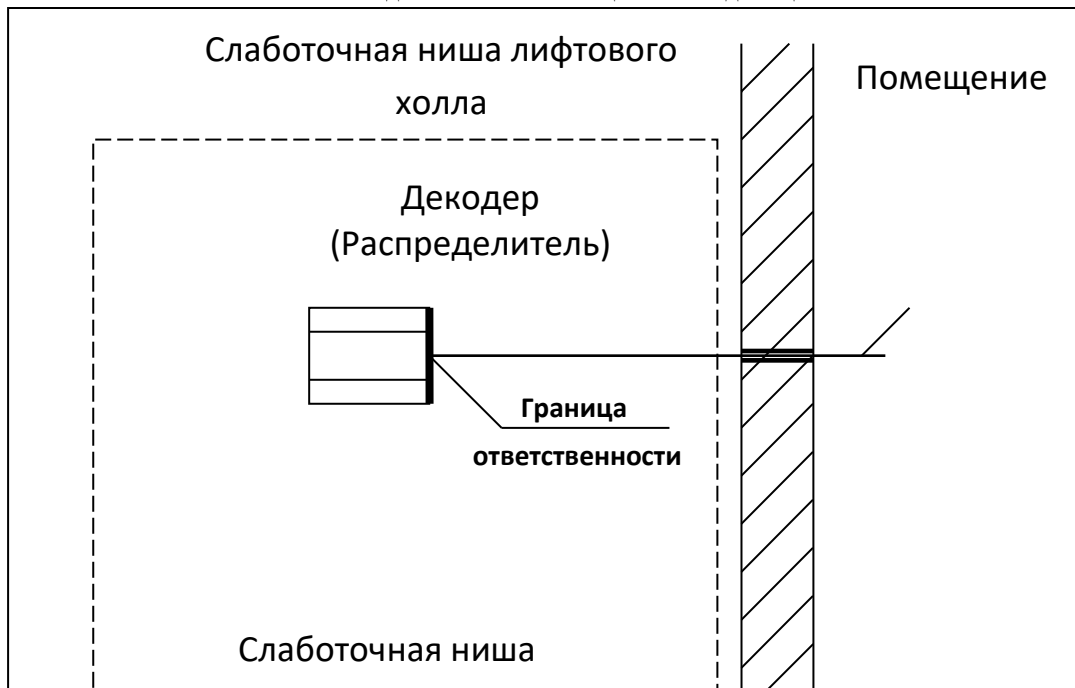 Слаботочная ниша лифтового
холла
Помещение
Декодер
(Распределитель)
Граница
ответственности
Слаботочная ниша